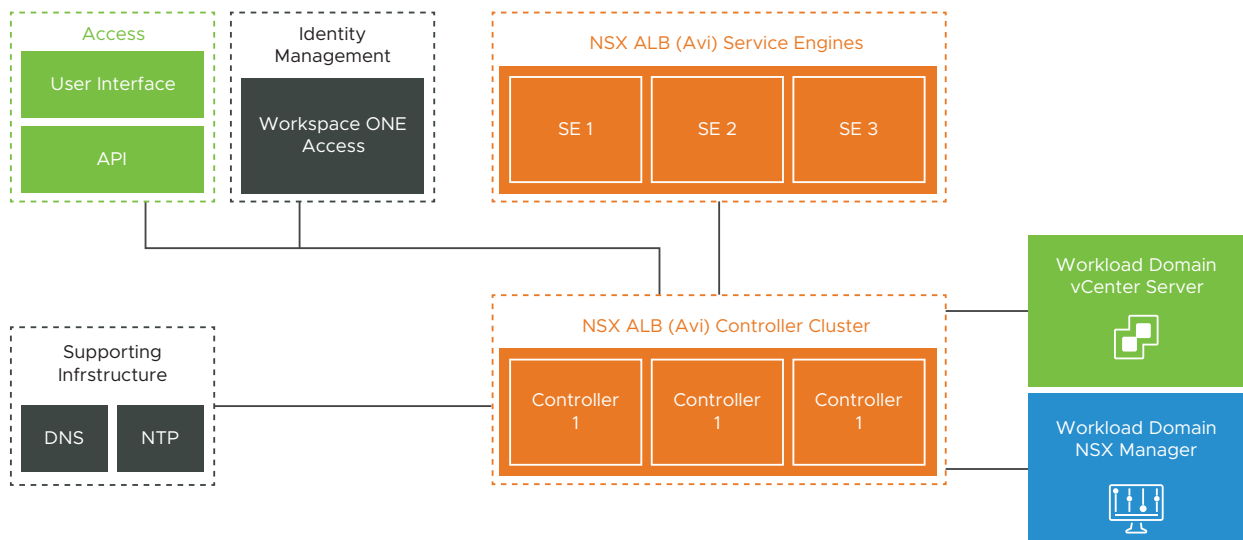 Access
User Interface
API
Identity
Management
Workspace ONE
Access
NSX ALB (Avi) Service Engines
SE 1
SE 2
SE 3
Workload Domain
vCenter Server
NSX ALB (Avi) Controller Cluster
Controller
1
Controller
1
Controller
1
Supporting
Infrstructure
DNS
NTP
Workload Domain
NSX Manager